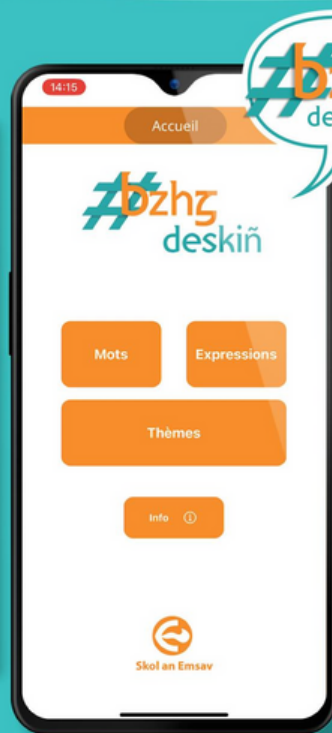 14:15
Accueil
#bzhg
deskiñ
Mots
Expressions
Thèmes
Info
Skol an Emsav